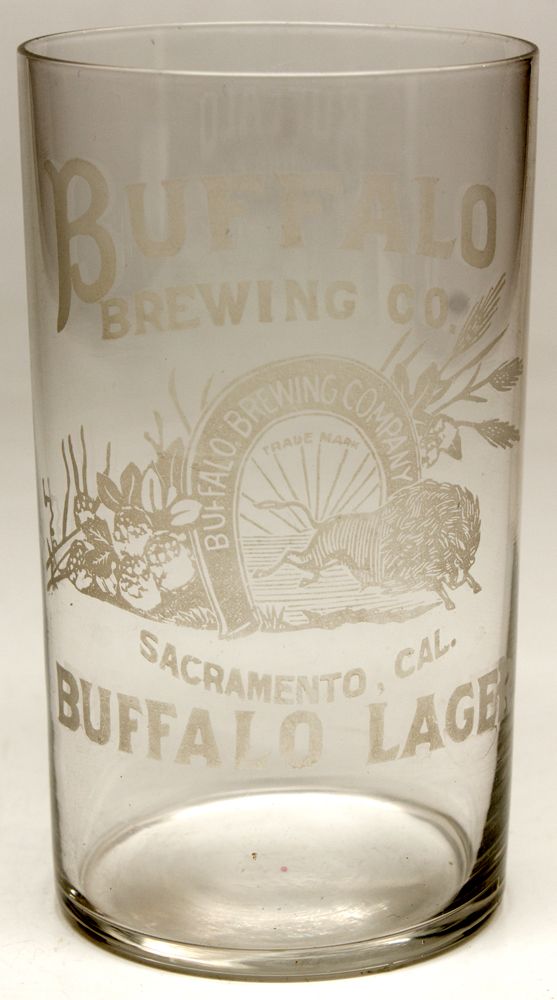 BUFFALO
BREWING CO.
BUFFALO BREWING COMPANY
TRADE MARK
SACRAMENTO, CAL.
BUFFALO LAGER